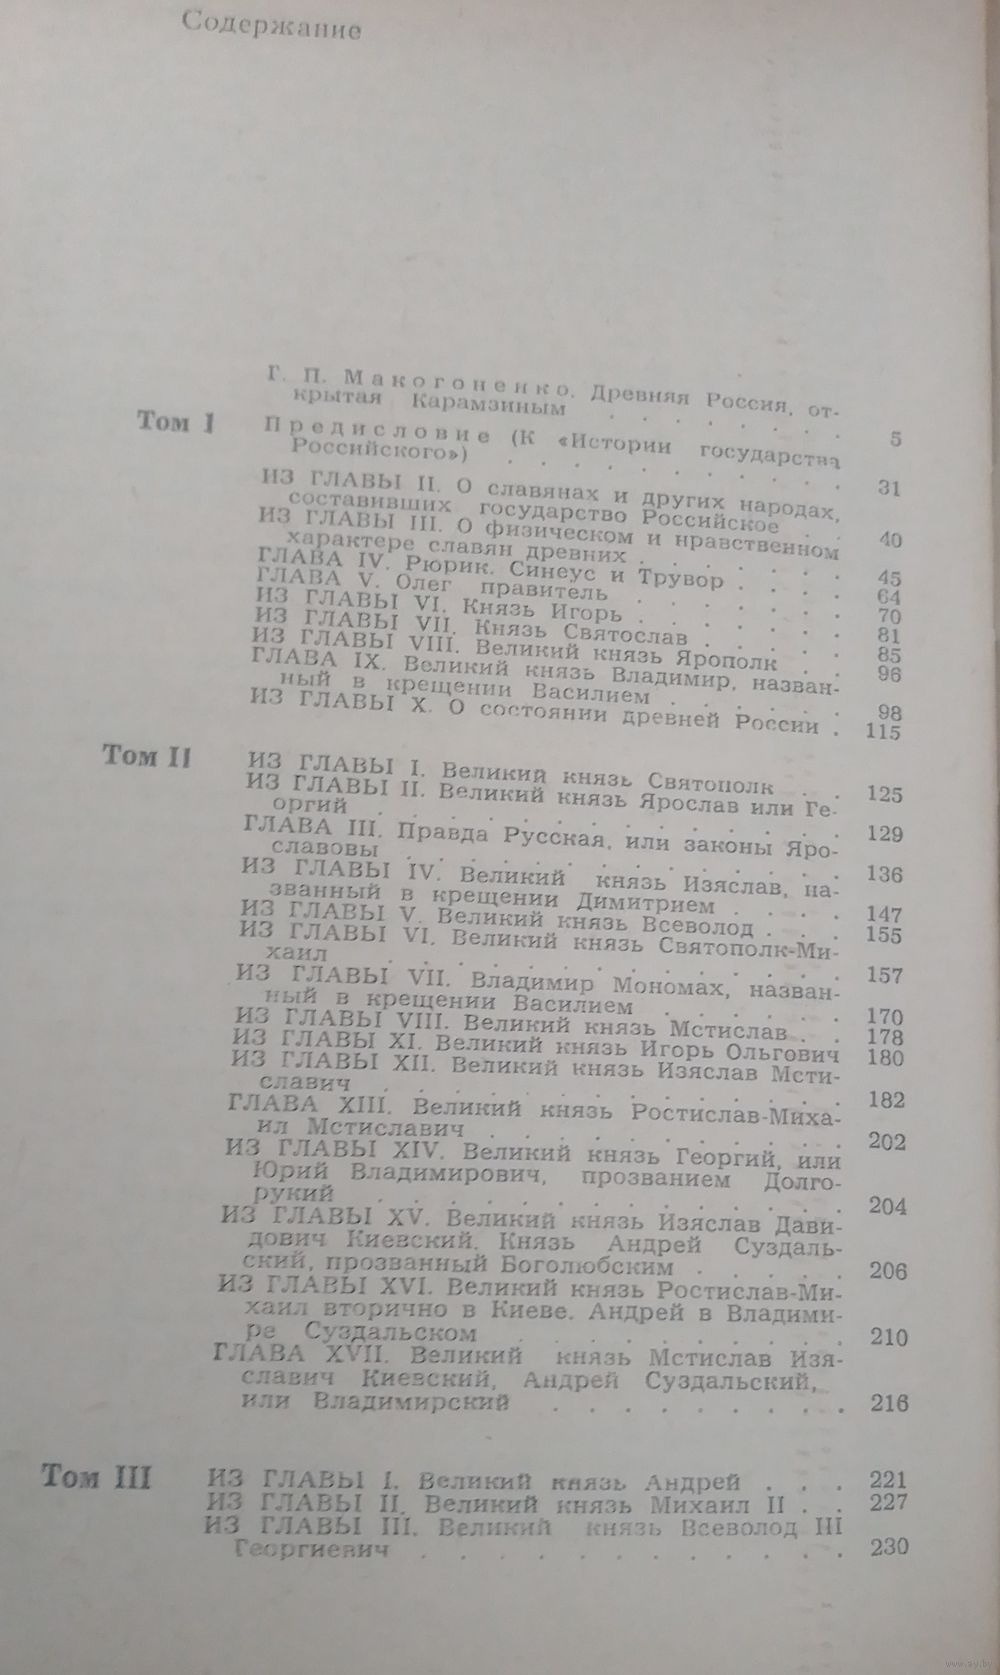 Содержание
Г. П. Макогоненко. Древняя Россия, от-
крытая Карамзиным . . . . . . . 5
Том I Предисловие (К «Истории государства
Российского») . . . . . . . . . 31
ИЗ ГЛАВЫ II. О славянах и других народах,
составивших государство Российское . . 40
ИЗ ГЛАВЫ III. О физическом и нравственном
характере славян древних . . . . . . 45
ГЛАВА IV. Рюрик, Синеус и Трувор . . . . 64
ГЛАВА V. Олег правитель . . . . . . . 70
ИЗ ГЛАВЫ VI. Князь Игорь . . . . . . . 81
ИЗ ГЛАВЫ VII. Князь Святослав . . . . . 85
ИЗ ГЛАВЫ VIII. Великий князь Ярополк . . 96
ГЛАВА IX. Великий князь Владимир, назван-
ный в крещении Василием . . . . . . 98
ИЗ ГЛАВЫ X. О состоянии древней России . 115
Том II ИЗ ГЛАВЫ I. Великий князь Святополк . . 125
ИЗ ГЛАВЫ II. Великий князь Ярослав или Ге-
оргий . . . . . . . . . . . . 129
ГЛАВА III. Правда Русская, или законы Яро-
славовы . . . . . . . . . . . 136
ИЗ ГЛАВЫ IV. Великий князь Изяслав, на-
званный в крещении Димитрием . . . . 147
ИЗ ГЛАВЫ V. Великий князь Всеволод . . . 155
ИЗ ГЛАВЫ VI. Великий князь Святополк-Ми-
хаил . . . . . . . . . . . . . 157
ИЗ ГЛАВЫ VII. Владимир Мономах, назван-
ный в крещении Василием . . . . . . 170
ИЗ ГЛАВЫ VIII. Великий князь Мстислав . . 178
ИЗ ГЛАВЫ XI. Великий князь Игорь Ольгович 180
ИЗ ГЛАВЫ XII. Великий князь Изяслав Мсти-
славич . . . . . . . . . . . . 182
ГЛАВА XIII. Великий князь Ростислав-Миха-
ил Мстиславич . . . . . . . . . 202
ИЗ ГЛАВЫ XIV. Великий князь Георгий, или
Юрий Владимирович, прозванием Долго-
рукий . . . . . . . . . . . . 204
ИЗ ГЛАВЫ XV. Великий князь Изяслав Дави-
дович Киевский. Князь Андрей Суздаль-
ский, прозванный Боголюбским . . . . . 206
ИЗ ГЛАВЫ XVI. Великий князь Ростислав-Ми-
хаил вторично в Киеве. Андрей в Владими-
ре Суздальском . . . . . . . . . 210
ГЛАВА XVII. Великий князь Мстислав Изя-
славич Киевский, Андрей Суздальский,
или Владимирский . . . . . . . . . 216
Том III ИЗ ГЛАВЫ I. Великий князь Андрей . . . 221
ИЗ ГЛАВЫ II. Великий князь Михаил II . . 227
ИЗ ГЛАВЫ III. Великий князь Всеволод III
Георгиевич . . . . . . . . . . . 230
www.ay.by